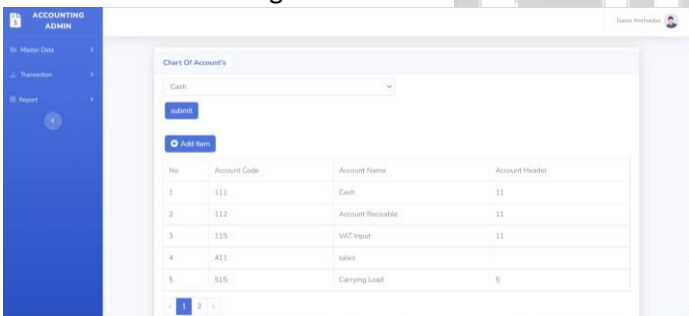 ACCOUNTING
ADMIN
Master Data
Transaction
Report
Chart Of Account's
Cash
submit
Add Item
No Account Code Account Name Account Header
1 111 Cash 11
2 112 Account Recivable 11
3 115 VAT Input 11
4 411 sales
5 515 Carrying Load 5
1 2